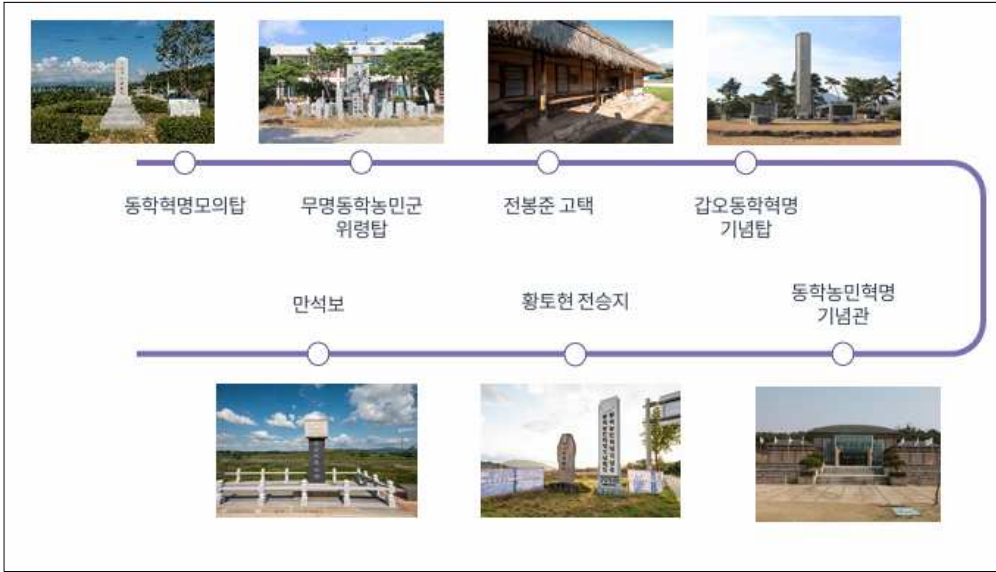 동학혁명모의탑
무명동학농민군
위령탑
전봉준 고택
갑오동학혁명
기념탑
동학농민혁명
기념관
황토현 전승지
만석보